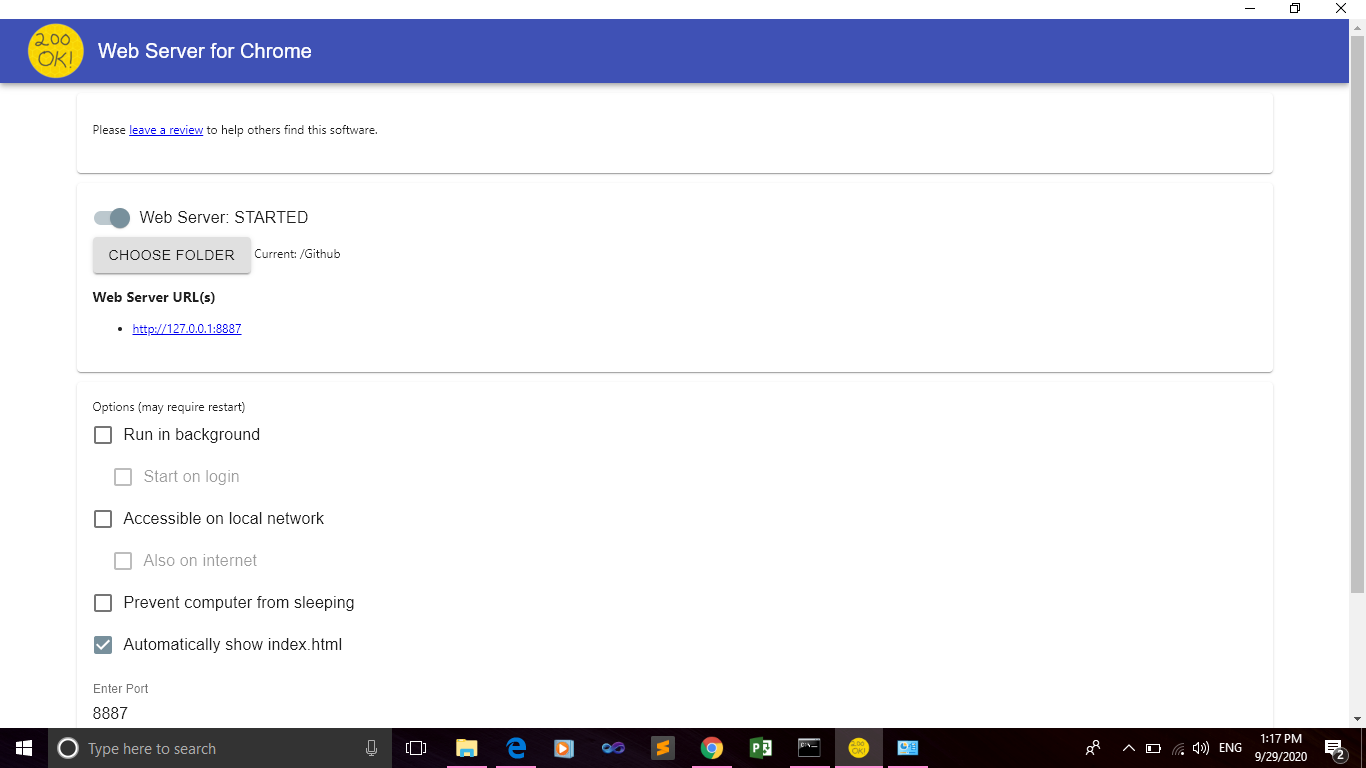 200 OK!
Web Server for Chrome
Please leave a review to help others find this software.
Web Server: STARTED
CHOOSE FOLDER Current: /Github
Web Server URL(s)
http://127.0.0.1:8887
Options (may require restart)
Run in background
Start on login
Accessible on local network
Also on internet
Prevent computer from sleeping
Automatically show index.html
Enter Port
8887
Type here to search
ENG
1:17 PM
9/29/2020
2